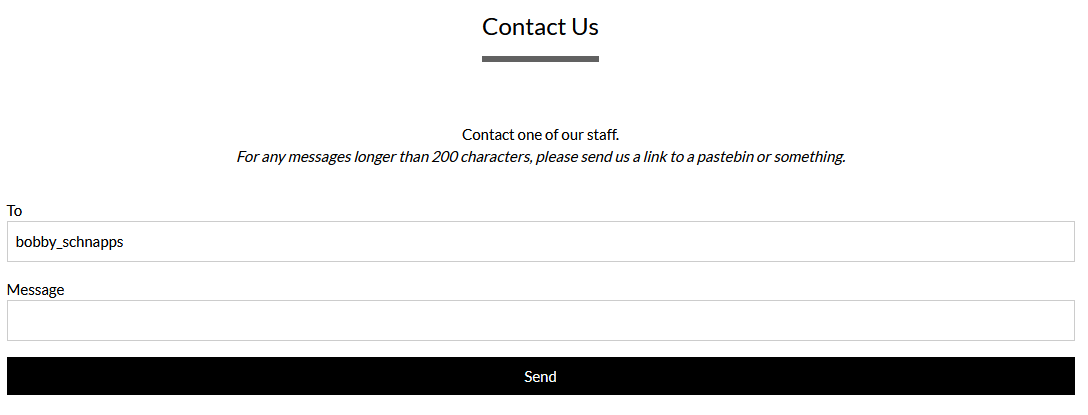 Contact Us
Contact one of our staff.
For any messages longer than 200 characters, please send us a link to a pastebin or something.
To
bobby_schnapps
Message
Send